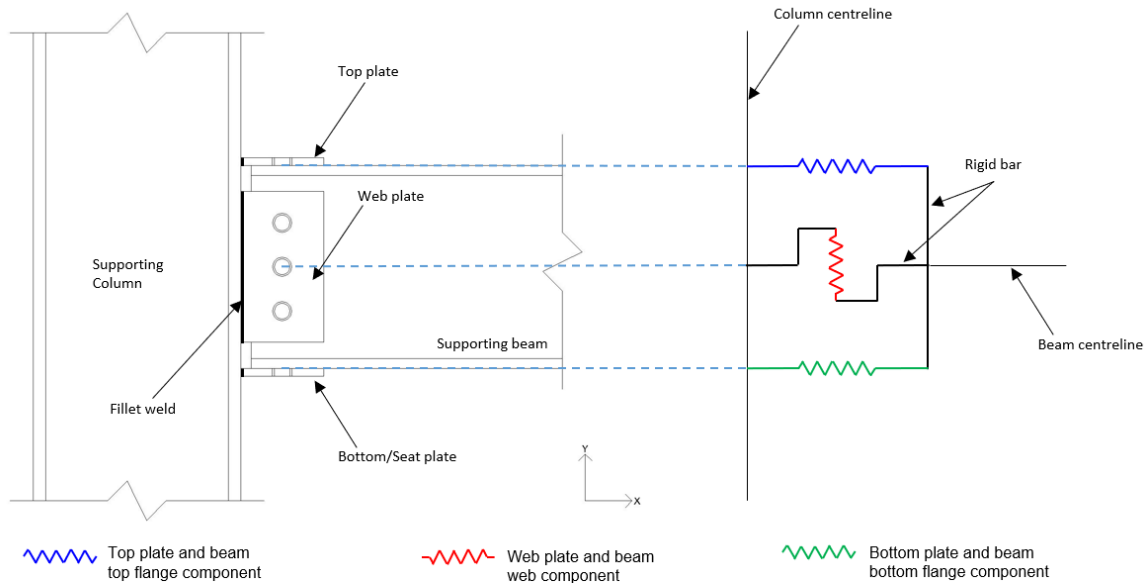 Column centreline
Top plate
Rigid bar
Web plate
Supporting
Column
Supporting beam
Beam centreline
Fillet weld
Bottom/Seat plate
Y
X
Top plate and beam
top flange component
Web plate and beam
web component
Bottom plate and beam
bottom flange component